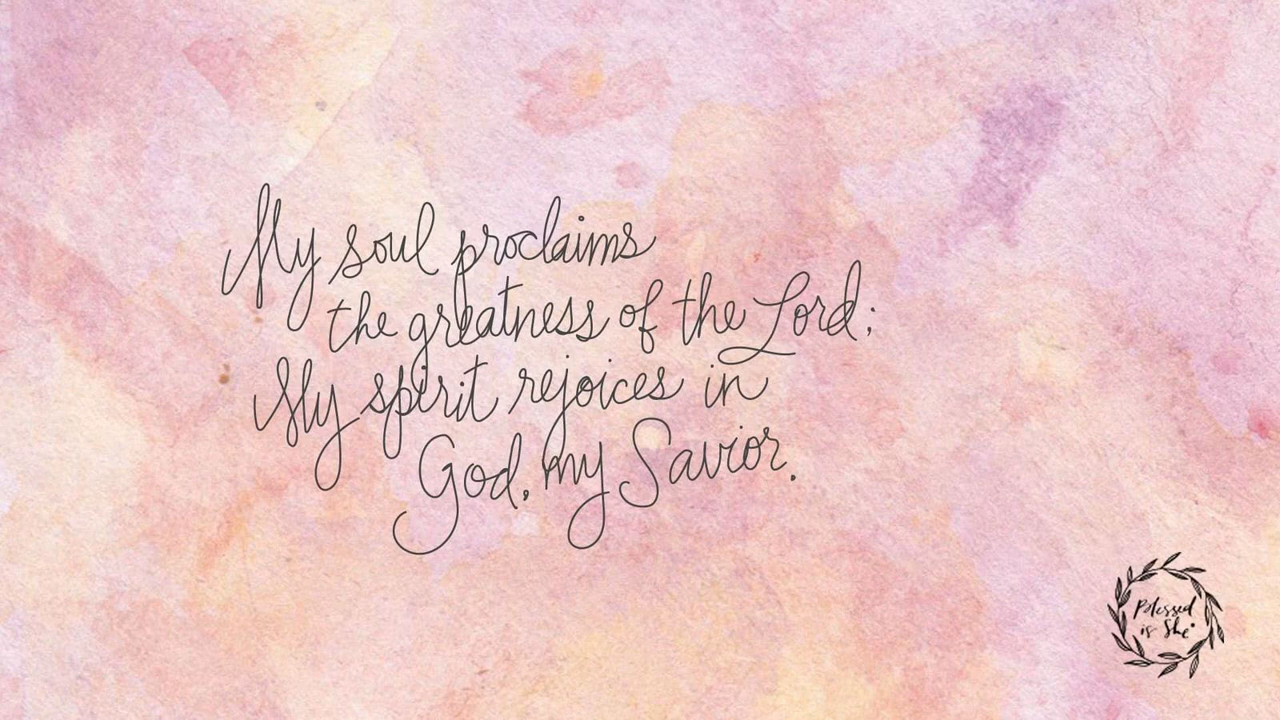 My soul proclaims
the greatness of the Lord;
My spirit rejoices in
God, my Savior.
Blessed
is She